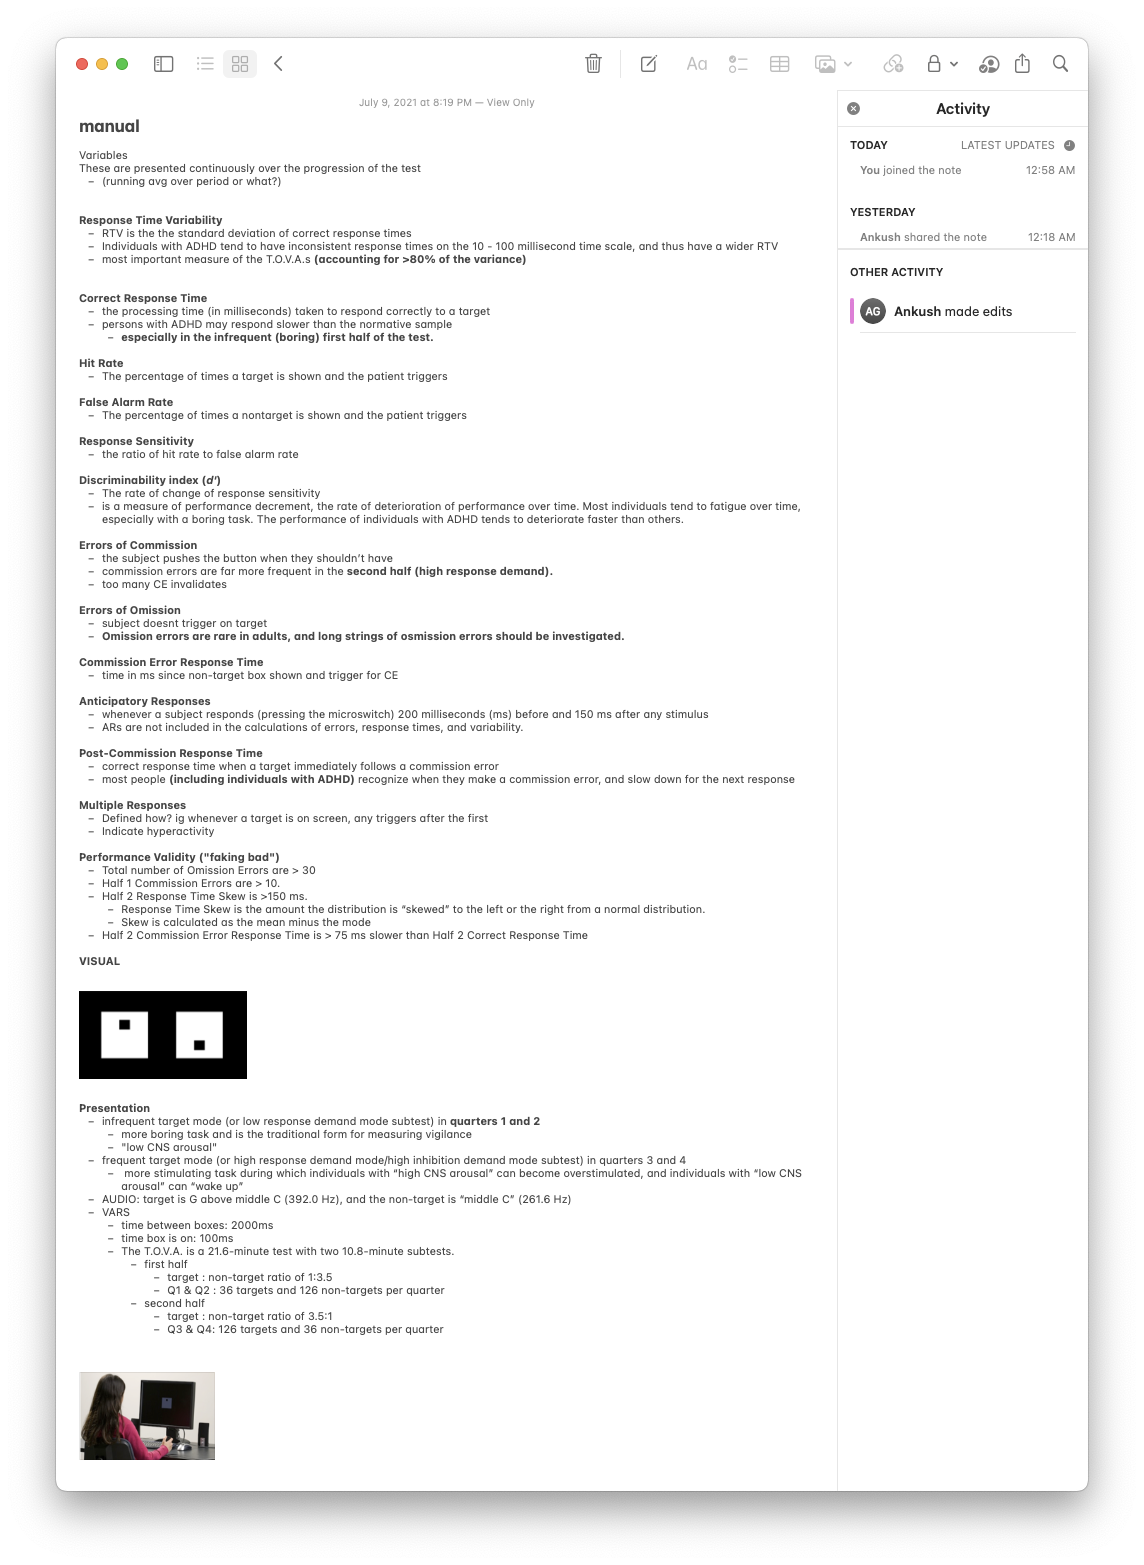 July 9, 2021 at 8:19 PM — View Only
manual
Variables
These are presented continuously over the progression of the test
– (running avg over period or what?)
Response Time Variability
– RTV is the the standard deviation of correct response times
– Individuals with ADHD tend to have inconsistent response times on the 10 - 100 millisecond time scale, and thus have a wider RTV
– most important measure of the T.O.V.A.s (accounting for >80% of the variance)
Correct Response Time
– the processing time (in milliseconds) taken to respond correctly to a target
– persons with ADHD may respond slower than the normative sample
– especially in the infrequent (boring) first half of the test.
Hit Rate
– The percentage of times a target is shown and the patient triggers
False Alarm Rate
– The percentage of times a nontarget is shown and the patient triggers
Response Sensitivity
– the ratio of hit rate to false alarm rate
Discriminability index (d')
– The rate of change of response sensitivity
– is a measure of performance decrement, the rate of deterioration of performance over time. Most individuals tend to fatigue over time,
especially with a boring task. The performance of individuals with ADHD tends to deteriorate faster than others.
Errors of Commission
– the subject pushes the button when they shouldn't have
– commission errors are far more frequent in the second half (high response demand).
– too many CE invalidates
Errors of Omission
– subject doesnt trigger on target
– Omission errors are rare in adults, and long strings of osmission errors should be investigated.
Commission Error Response Time
– time in ms since non-target box shown and trigger for CE
Anticipatory Responses
– whenever a subject responds (pressing the microswitch) 200 milliseconds (ms) before and 150 ms after any stimulus
– ARs are not included in the calculations of errors, response times, and variability.
Post-Commission Response Time
– correct response time when a target immediately follows a commission error
– most people (including individuals with ADHD) recognize when they make a commission error, and slow down for the next response
Multiple Responses
– Defined how? ig whenever a target is on screen, any triggers after the first
– Indicate hyperactivity
Performance Validity ("faking bad")
– Total number of Omission Errors are > 30
– Half 1 Commission Errors are > 10.
– Half 2 Response Time Skew is >150 ms.
– Response Time Skew is the amount the distribution is “skewed” to the left or the right from a normal distribution.
– Skew is calculated as the mean minus the mode
– Half 2 Commission Error Response Time is > 75 ms slower than Half 2 Correct Response Time
VISUAL
Presentation
– infrequent target mode (or low response demand mode subtest) in quarters 1 and 2
– more boring task and is the traditional form for measuring vigilance
– "low CNS arousal"
– frequent target mode (or high response demand mode/high inhibition demand mode subtest) in quarters 3 and 4
– more stimulating task during which individuals with “high CNS arousal” can become overstimulated, and individuals with “low CNS
arousal” can “wake up”
– AUDIO: target is G above middle C (392.0 Hz), and the non-target is “middle C” (261.6 Hz)
– VARS
– time between boxes: 2000ms
– time box is on: 100ms
– The T.O.V.A. is a 21.6-minute test with two 10.8-minute subtests.
– first half
– target : non-target ratio of 1:3.5
– Q1 & Q2 : 36 targets and 126 non-targets per quarter
– second half
– target : non-target ratio of 3.5:1
– Q3 & Q4: 126 targets and 36 non-targets per quarter
Aa
Activity
TODAY LATEST UPDATES
You joined the note 12:58 AM
YESTERDAY
Ankush shared the note 12:18 AM
OTHER ACTIVITY
AG Ankush made edits